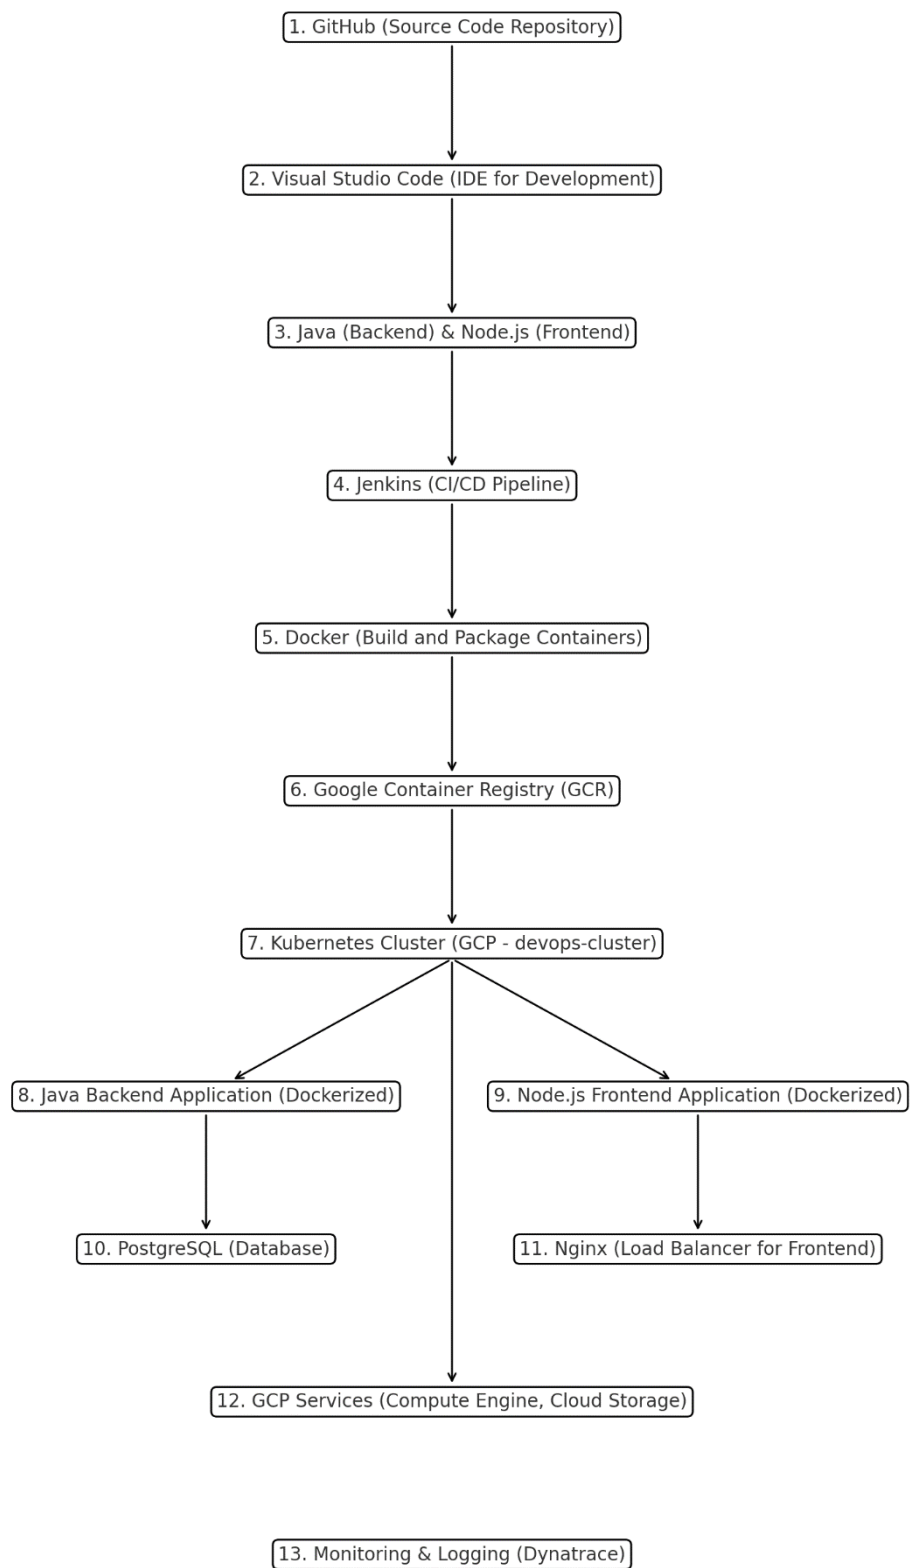 1. GitHub (Source Code Repository)
2. Visual Studio Code (IDE for Development)
3. Java (Backend) & Node.js (Frontend)
4. Jenkins (CI/CD Pipeline)
5. Docker (Build and Package Containers)
6. Google Container Registry (GCR)
7. Kubernetes Cluster (GCP - devops-cluster)
8. Java Backend Application (Dockerized)
9. Node.js Frontend Application (Dockerized)
10. PostgreSQL (Database)
11. Nginx (Load Balancer for Frontend)
12. GCP Services (Compute Engine, Cloud Storage)
13. Monitoring & Logging (Dynatrace)